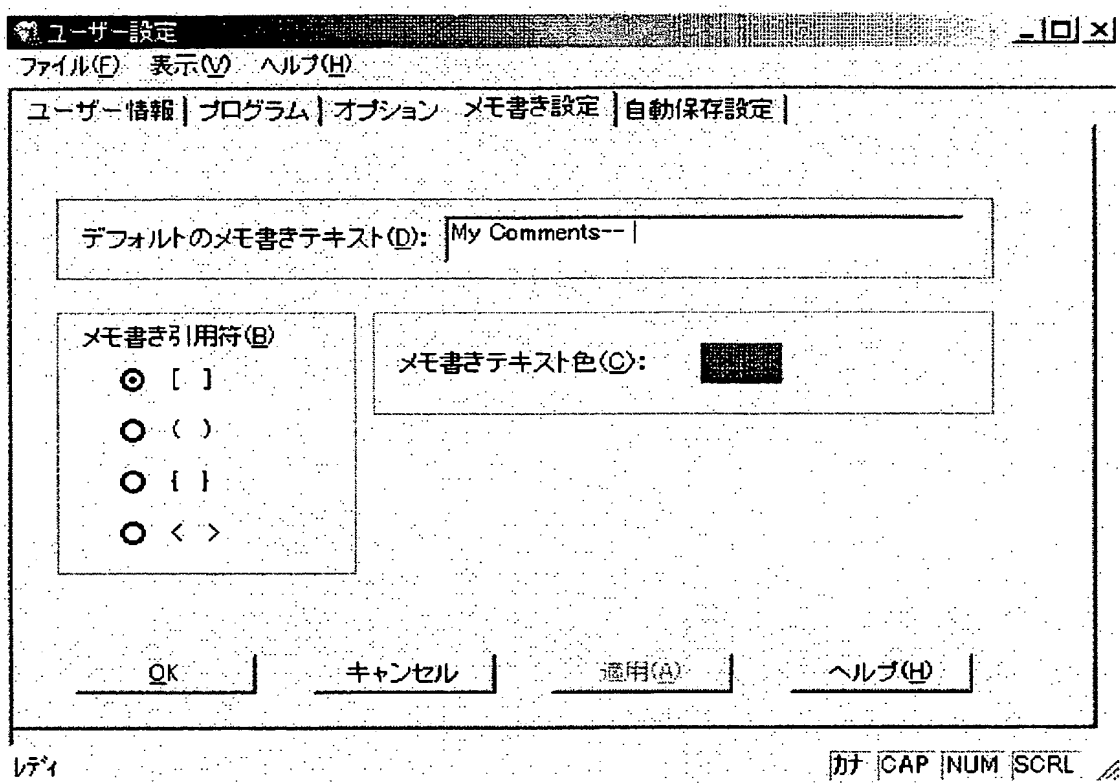 ユーザー設定
ファイル(F) 表示(V) ヘルプ(H)
ユーザー情報 プログラム オプション メモ書き設定 自動保存設定
デフォルトのメモ書きテキスト(D): My Comments--
メモ書き引用符(B)
[ ]
( )
{ }
< >
メモ書きテキスト色(C):
OK キャンセル 適用(A) ヘルプ(H)
レディ カナ CAP NUM SCRL